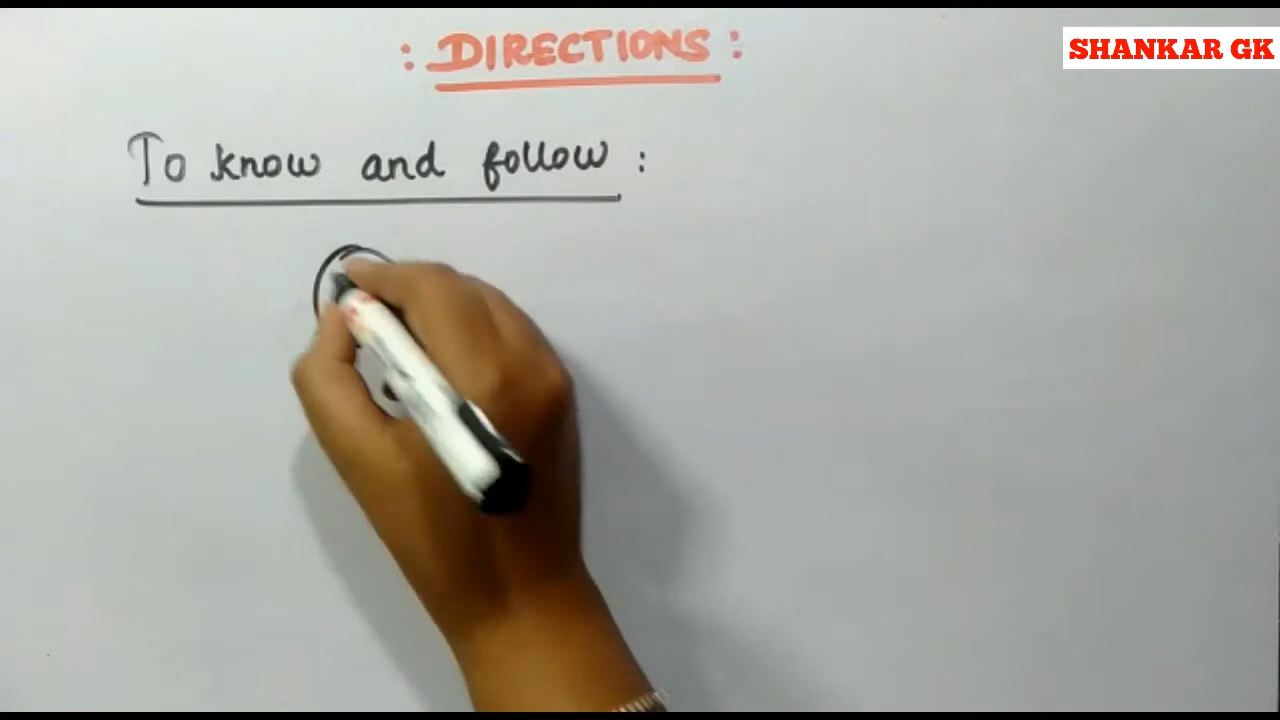 : DIRECTIONS :
SHANKAR GK
To know and follow :